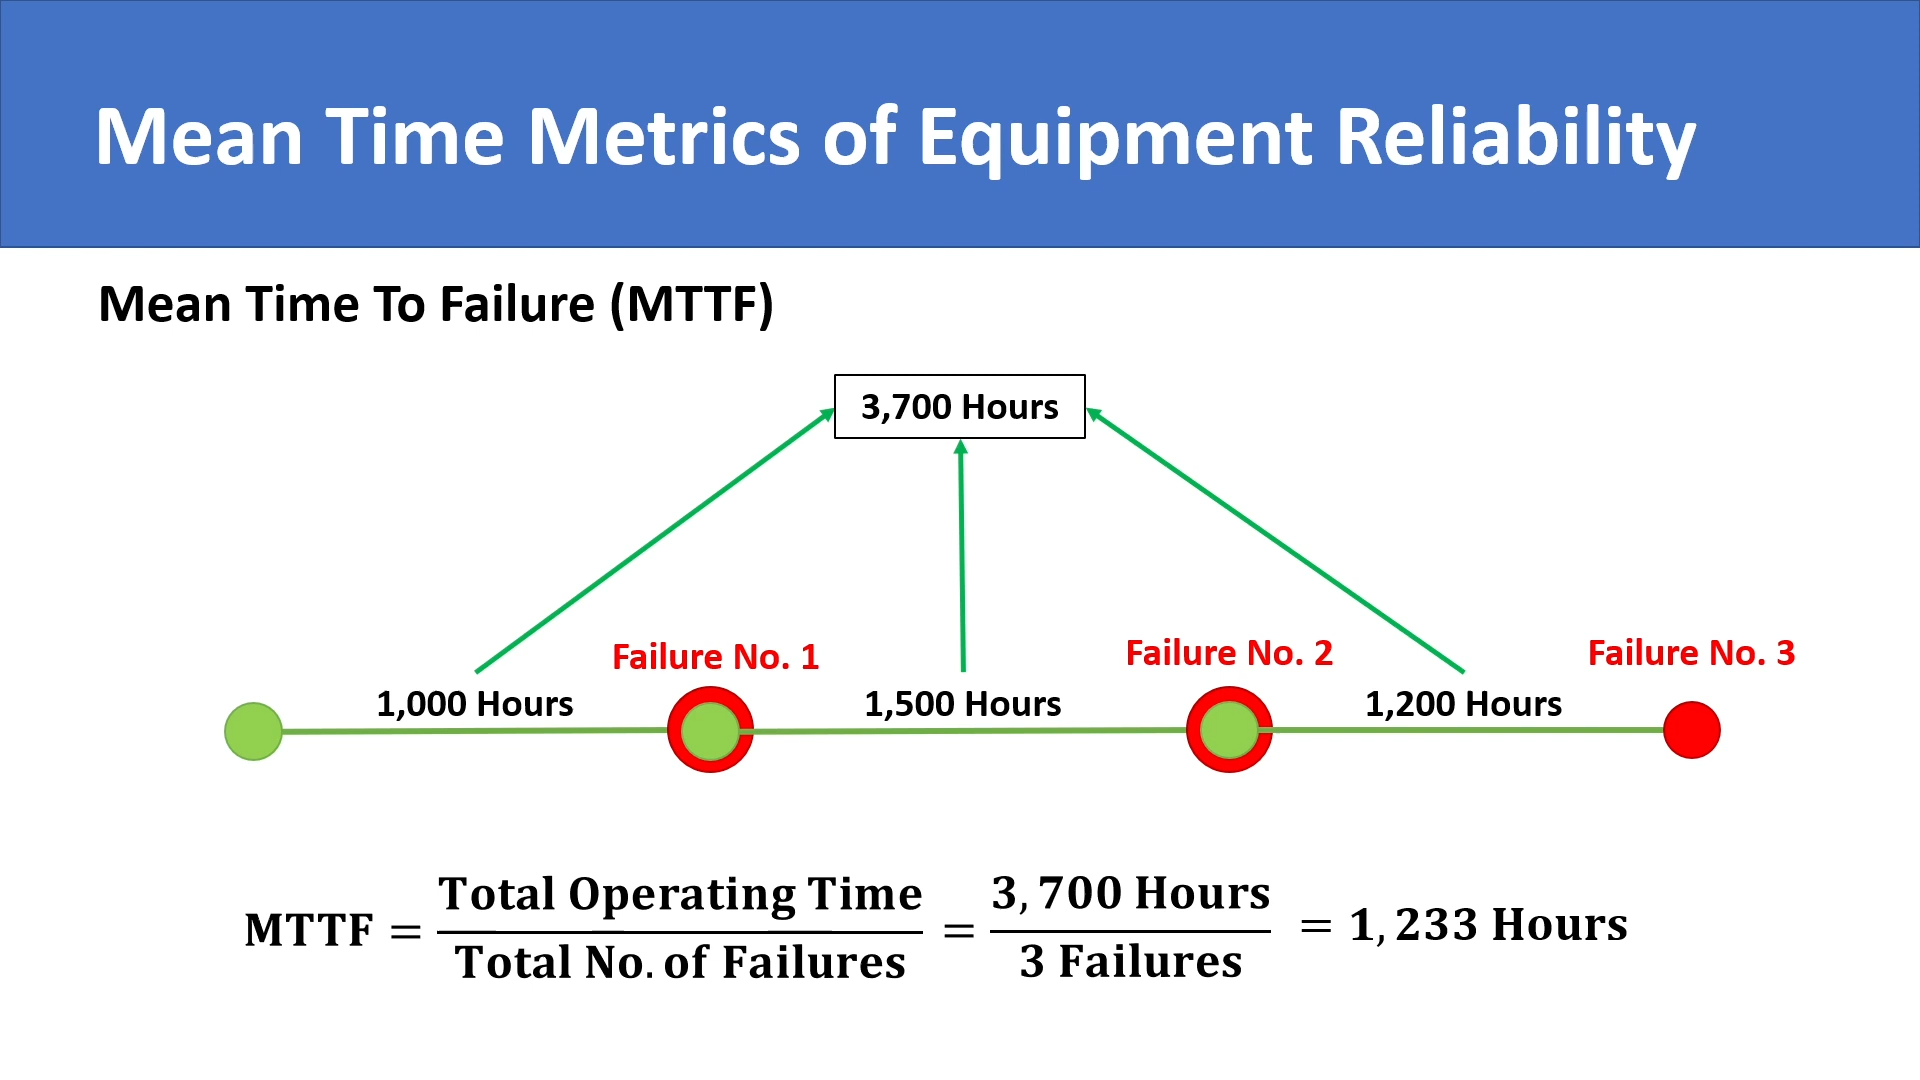 Mean Time Metrics of Equipment Reliability
Mean Time To Failure (MTTF)
3,700 Hours
Failure No. 1
Failure No. 2
Failure No. 3
1,000 Hours
1,500 Hours
1,200 Hours
MTTF = Total Operating Time / Total No. of Failures = 3,700 Hours / 3 Failures = 1,233 Hours